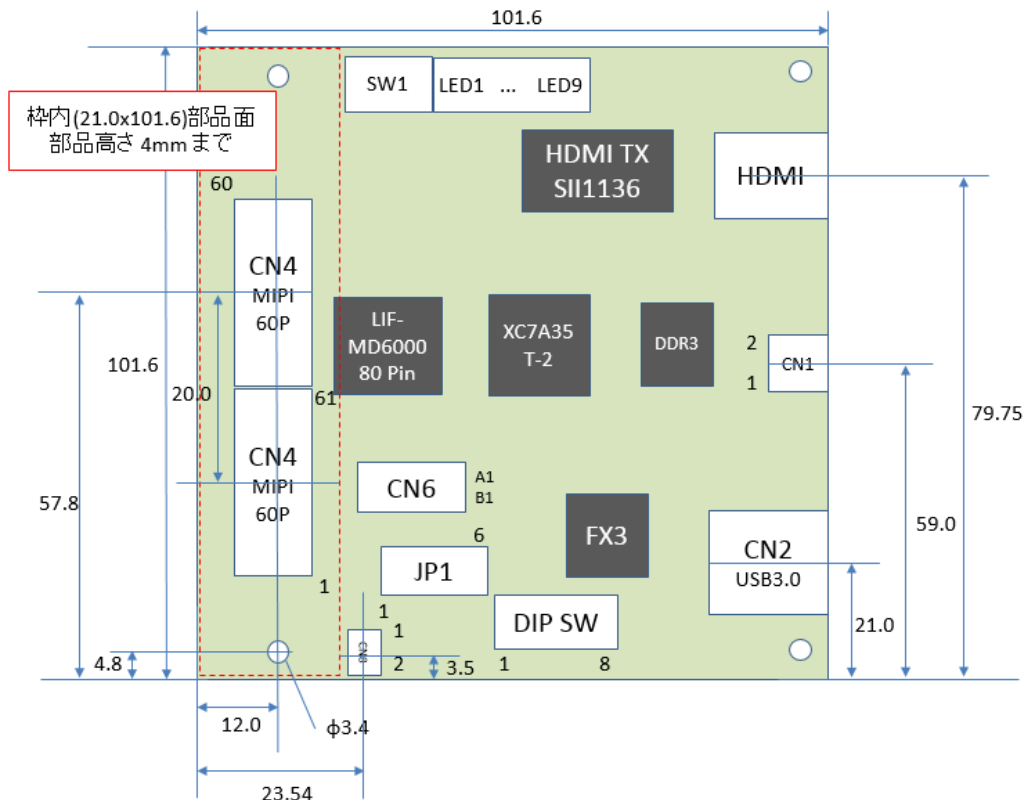 101.6
SW1
LED1 ... LED9
枠内(21.0x101.6)部品面
部品高さ 4mm まで
HDMI TX
SII1136
HDMI
60
CN4
MIPI
60P
LIF-
MD6000
80 Pin
XC7A35
T-2
DDR3
2
1
CN1
101.6
20.0
61
79.75
CN4
MIPI
60P
CN6
A1
B1
57.8
59.0
FX3
CN2
USB3.0
6
JP1
1
1
1
2
DIP SW
1
8
21.0
4.8
3.5
12.0
φ3.4
23.54